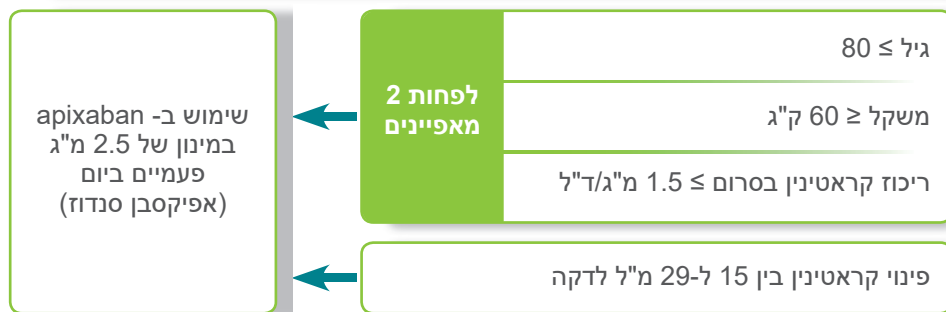 גיל ≥ 80
משקל ≤ 60 ק"ג
ריכוז קראטינין בסרום ≥ 1.5 מ"ג/ד"ל
לפחות 2
מאפיינים
פינוי קראטינין בין 15 ל-29 מ"ל לדקה
שימוש ב- apixaban
במינון של 2.5 מ"ג
פעמיים ביום
(אפיקסבן סנדוז)